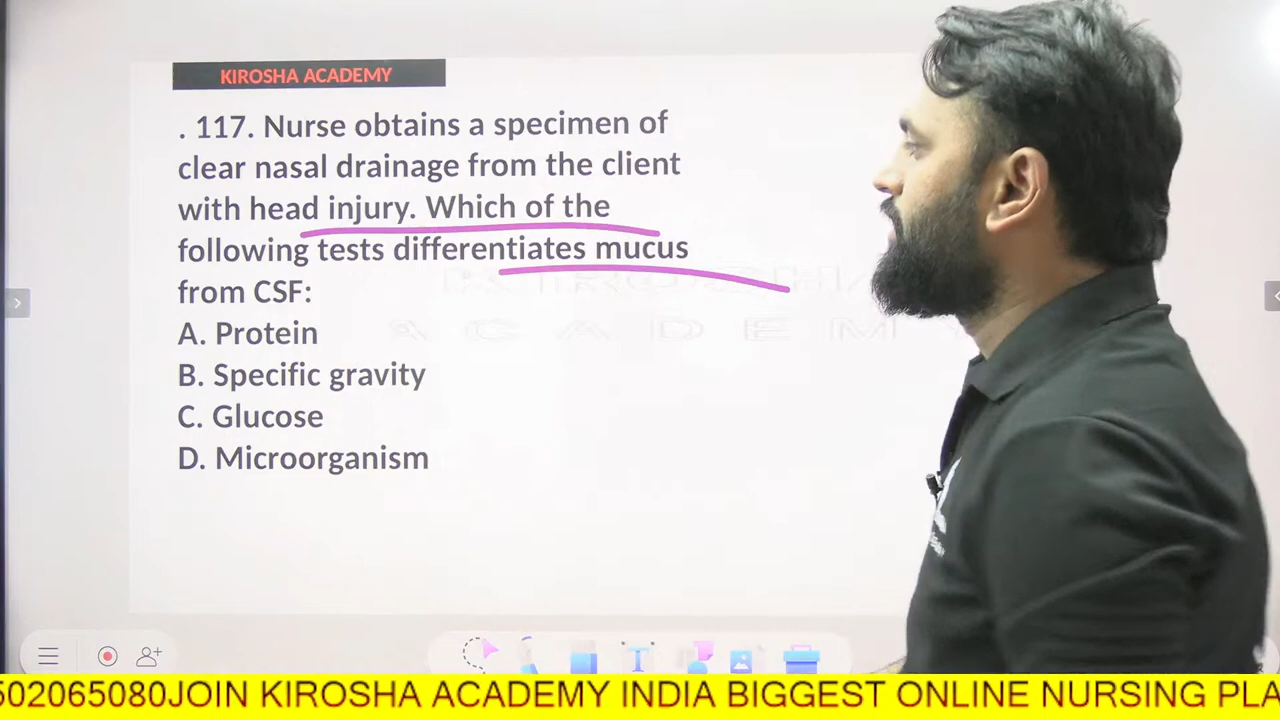 KIROSHA ACADEMY
. 117. Nurse obtains a specimen of
clear nasal drainage from the client
with head injury. Which of the
following tests differentiates mucus
from CSF:
KIROSHA
ACADEMY
A. Protein
B. Specific gravity
C. Glucose
D. Microorganism
502065080JOIN KIROSHA ACADEMY INDIA BIGGEST ONLINE NURSING PLA